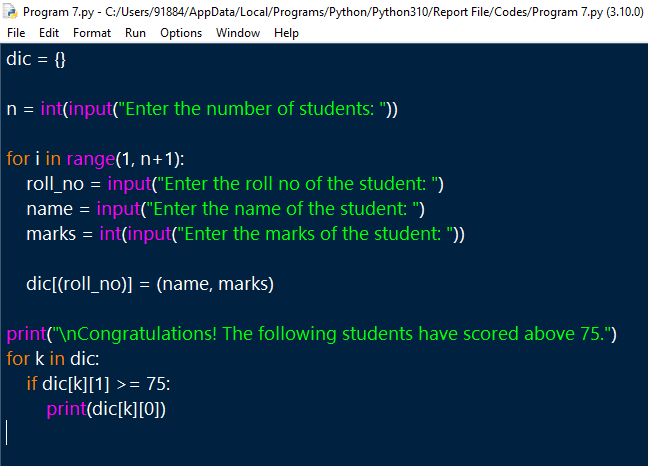 Program 7.py - C:/Users/91884/AppData/Local/Programs/Python/Python310/Report File/Codes/Program 7.py (3.10.0)
File Edit Format Run Options Window Help
dic = {}
n = int(input("Enter the number of students: "))
for i in range(1, n+1):
    roll_no = input("Enter the roll no of the student: ")
    name = input("Enter the name of the student: ")
    marks = int(input("Enter the marks of the student: "))
    dic[(roll_no)] = (name, marks)
print("\nCongratulations! The following students have scored above 75.")
for k in dic:
    if dic[k][1] >= 75:
        print(dic[k][0])